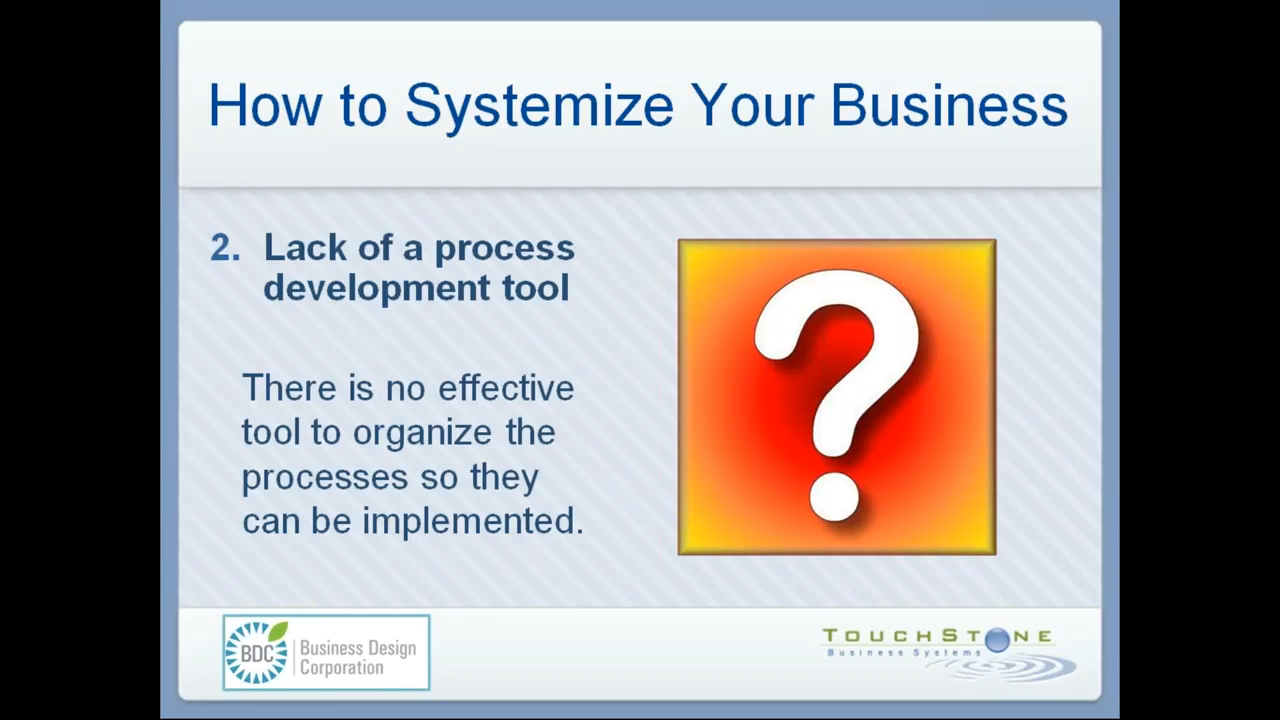 How to Systemize Your Business
2. Lack of a process
development tool
There is no effective
tool to organize the
processes so they
can be implemented.
?
BDC
Business Design
Corporation
TOUCHSTONE
Business Systems